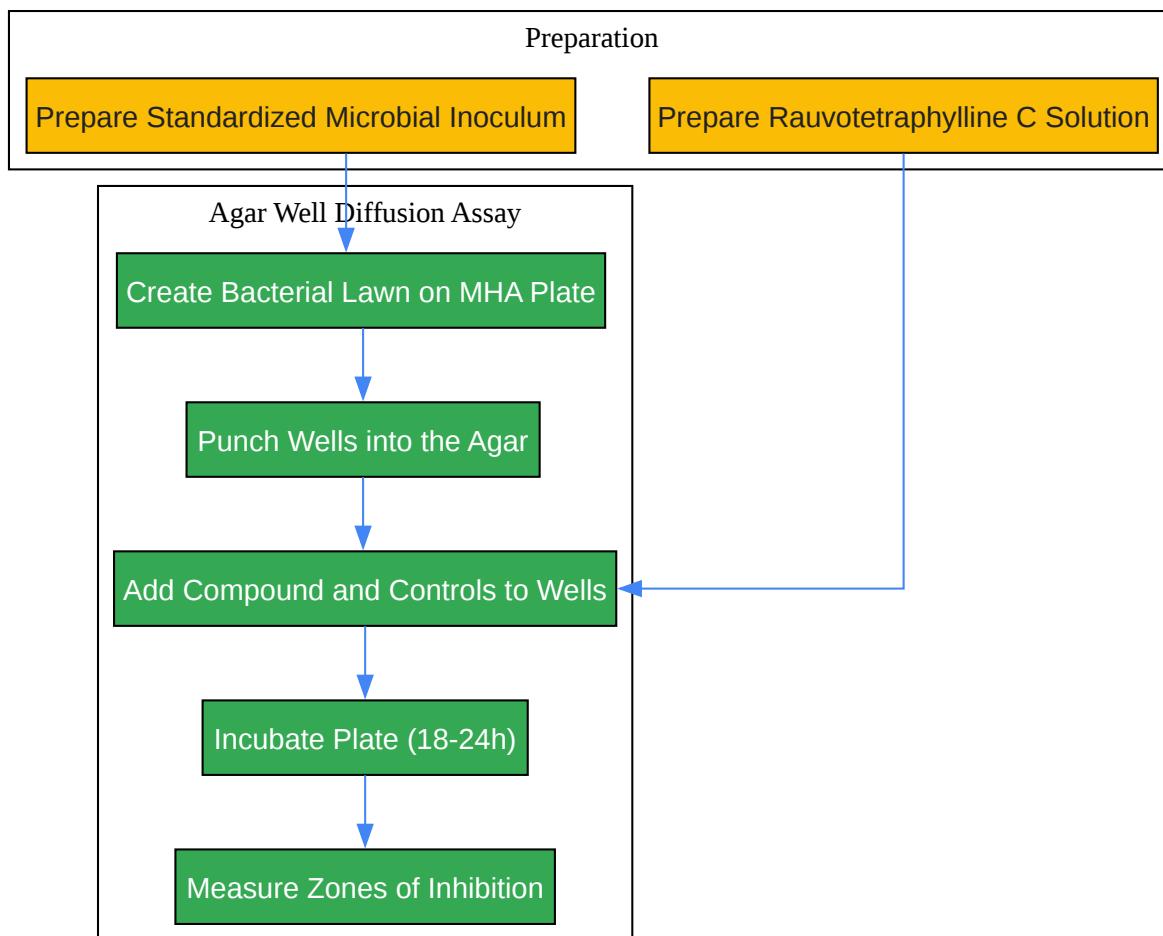 Preparation
Prepare Standardized Microbial Inoculum
Prepare Rauvotetraphylline C Solution
Agar Well Diffusion Assay
Create Bacterial Lawn on MHA Plate
Punch Wells into the Agar
Add Compound and Controls to Wells
Incubate Plate (18-24h)
Measure Zones of Inhibition